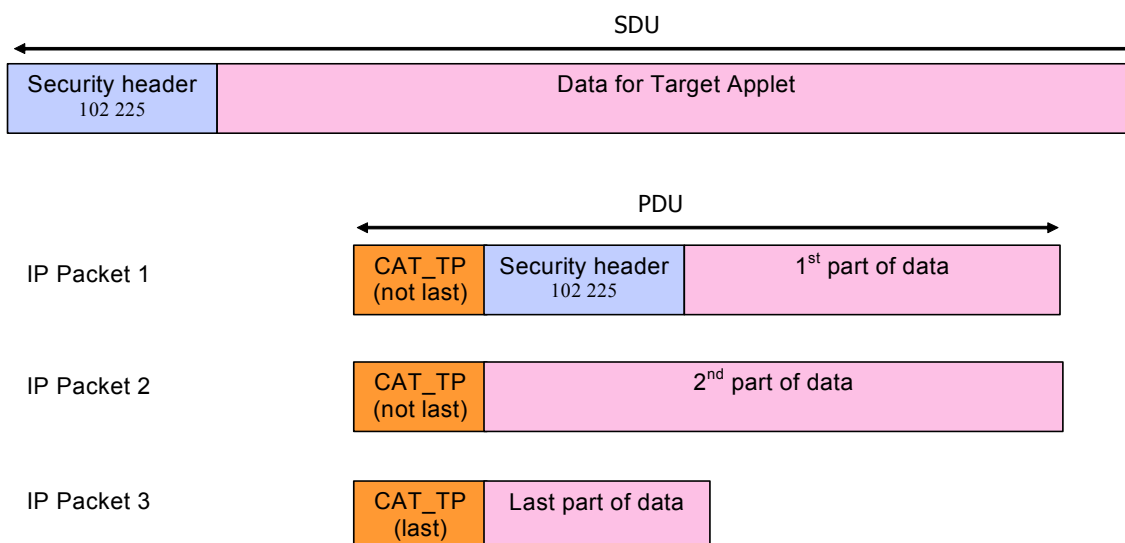 SDU
Security header
102 225
Data for Target Applet
PDU
IP Packet 1
CAT_TP
(not last)
Security header
102 225
1st part of data
IP Packet 2
CAT_TP
(not last)
2nd part of data
IP Packet 3
CAT_TP
(last)
Last part of data